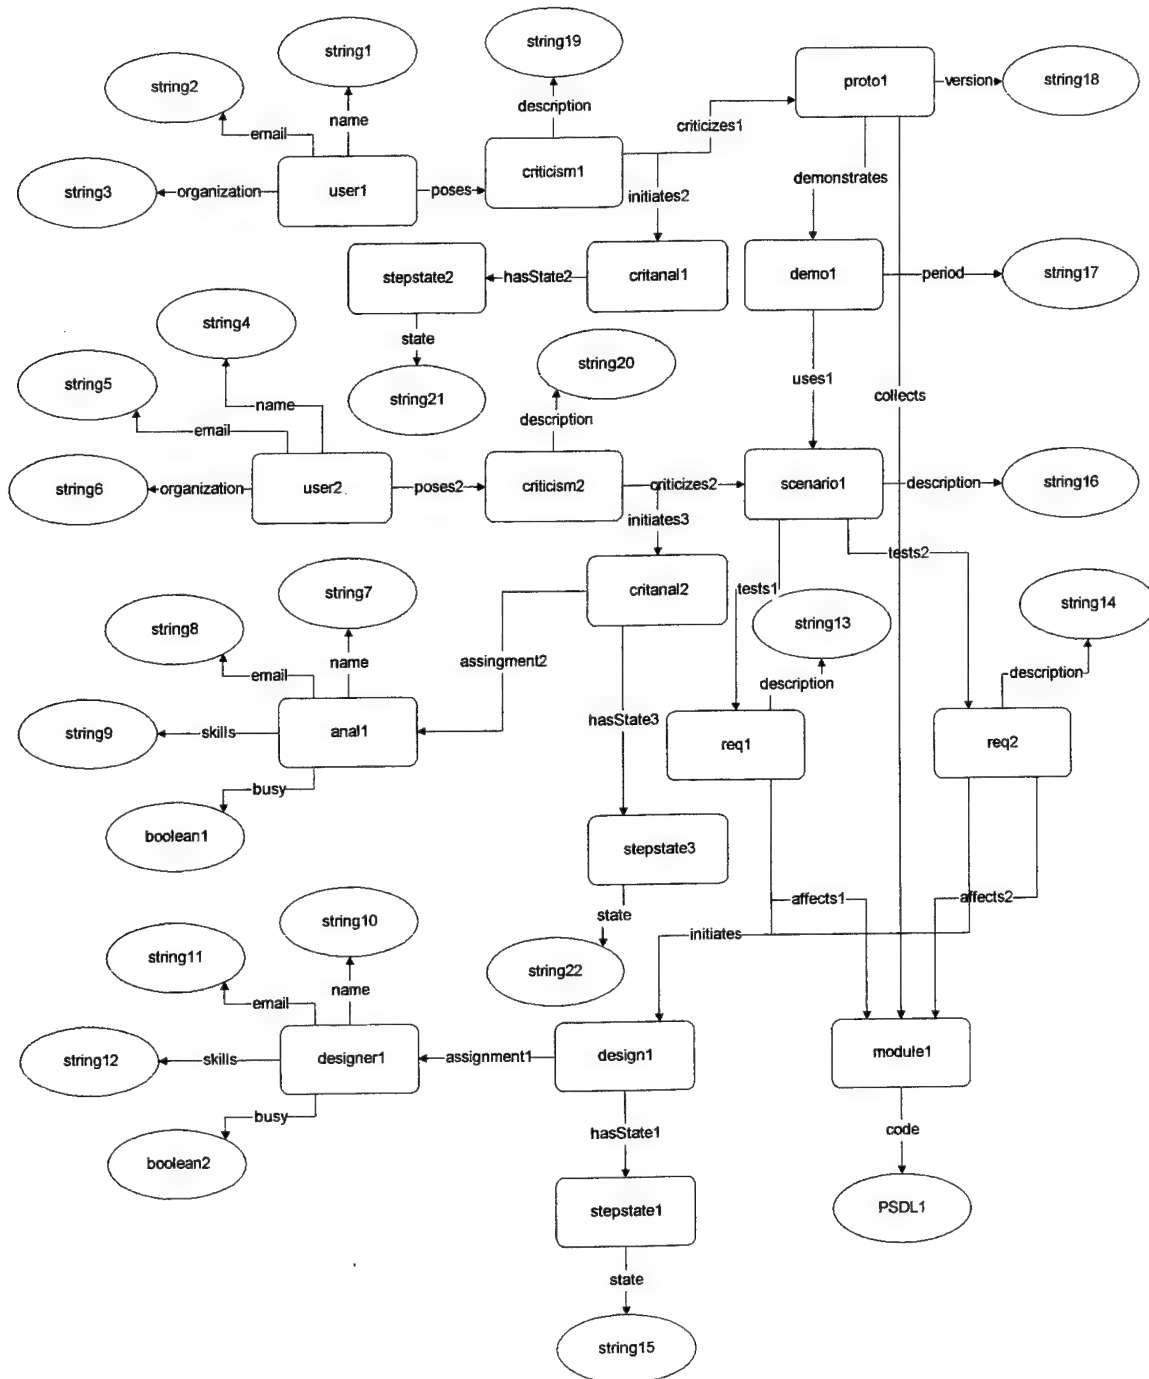 string1
string19
string2
proto1
version
string18
description
name
criticizes1
email
string3
organization
user1
poses
criticism1
demonstrates
initiates2
stepstate2
hasState2
critanal1
demo1
period
string17
string4
state
string20
string5
uses1
string21
collects
name
description
email
string6
organization
user2
poses2
criticism2
criticizes2
scenario1
description
string16
initiates3
tests2
string7
critanal2
tests1
string14
string8
string13
name
assingment2
email
description
description
string9
skills
anal1
hasState3
req1
req2
busy
boolean1
stepstate3
affects1
affects2
string10
state
initiates
string11
string22
name
email
string12
skills
designer1
assignment1
design1
module1
busy
hasState1
code
boolean2
stepstate1
PSDL1
state
string15